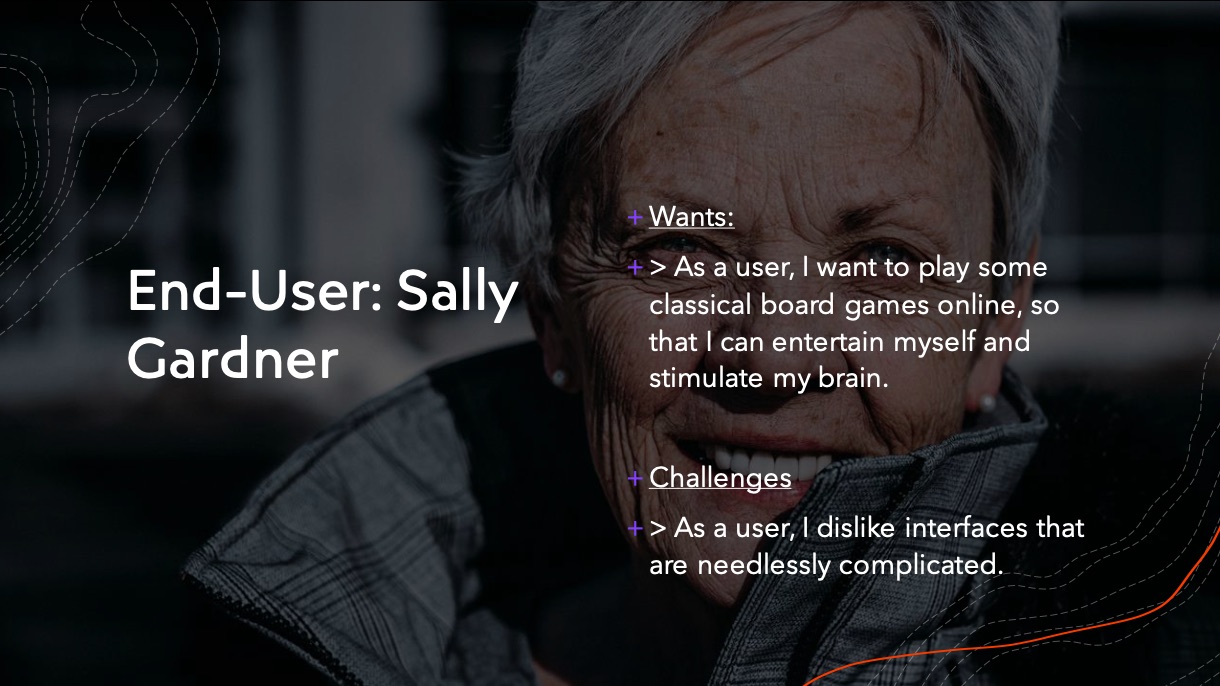 End-User: Sally
Gardner
+ Wants:
+ > As a user, I want to play some
classical board games online, so
that I can entertain myself and
stimulate my brain.
+ Challenges
+ > As a user, I dislike interfaces that
are needlessly complicated.